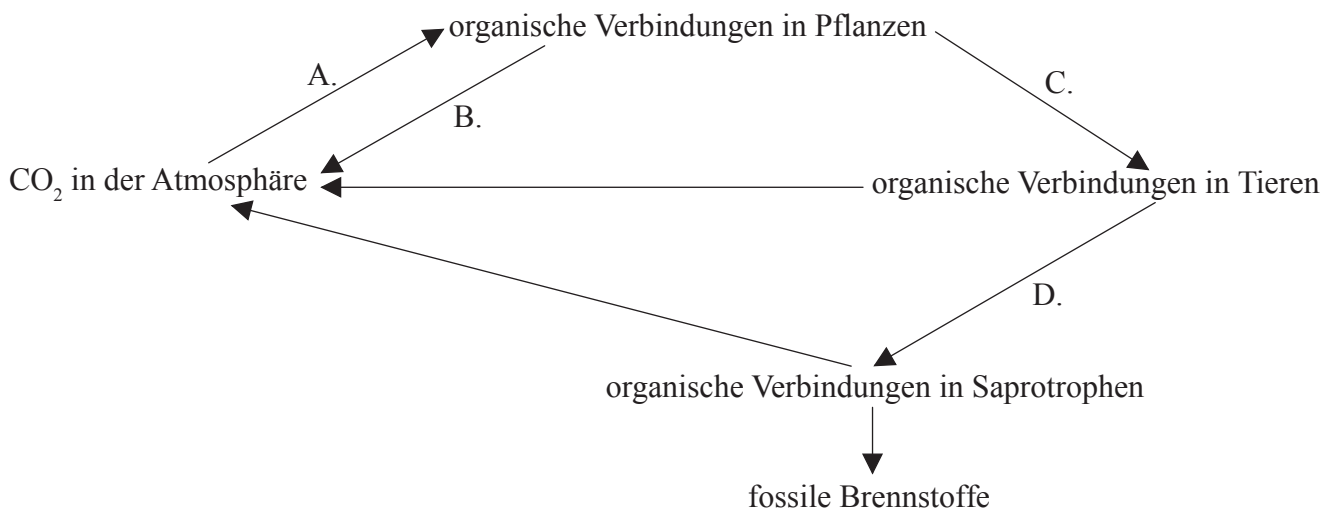 organische Verbindungen in Pflanzen
A.
C.
B.
CO₂ in der Atmosphäre
organische Verbindungen in Tieren
D.
organische Verbindungen in Saprotrophen
fossile Brennstoffe